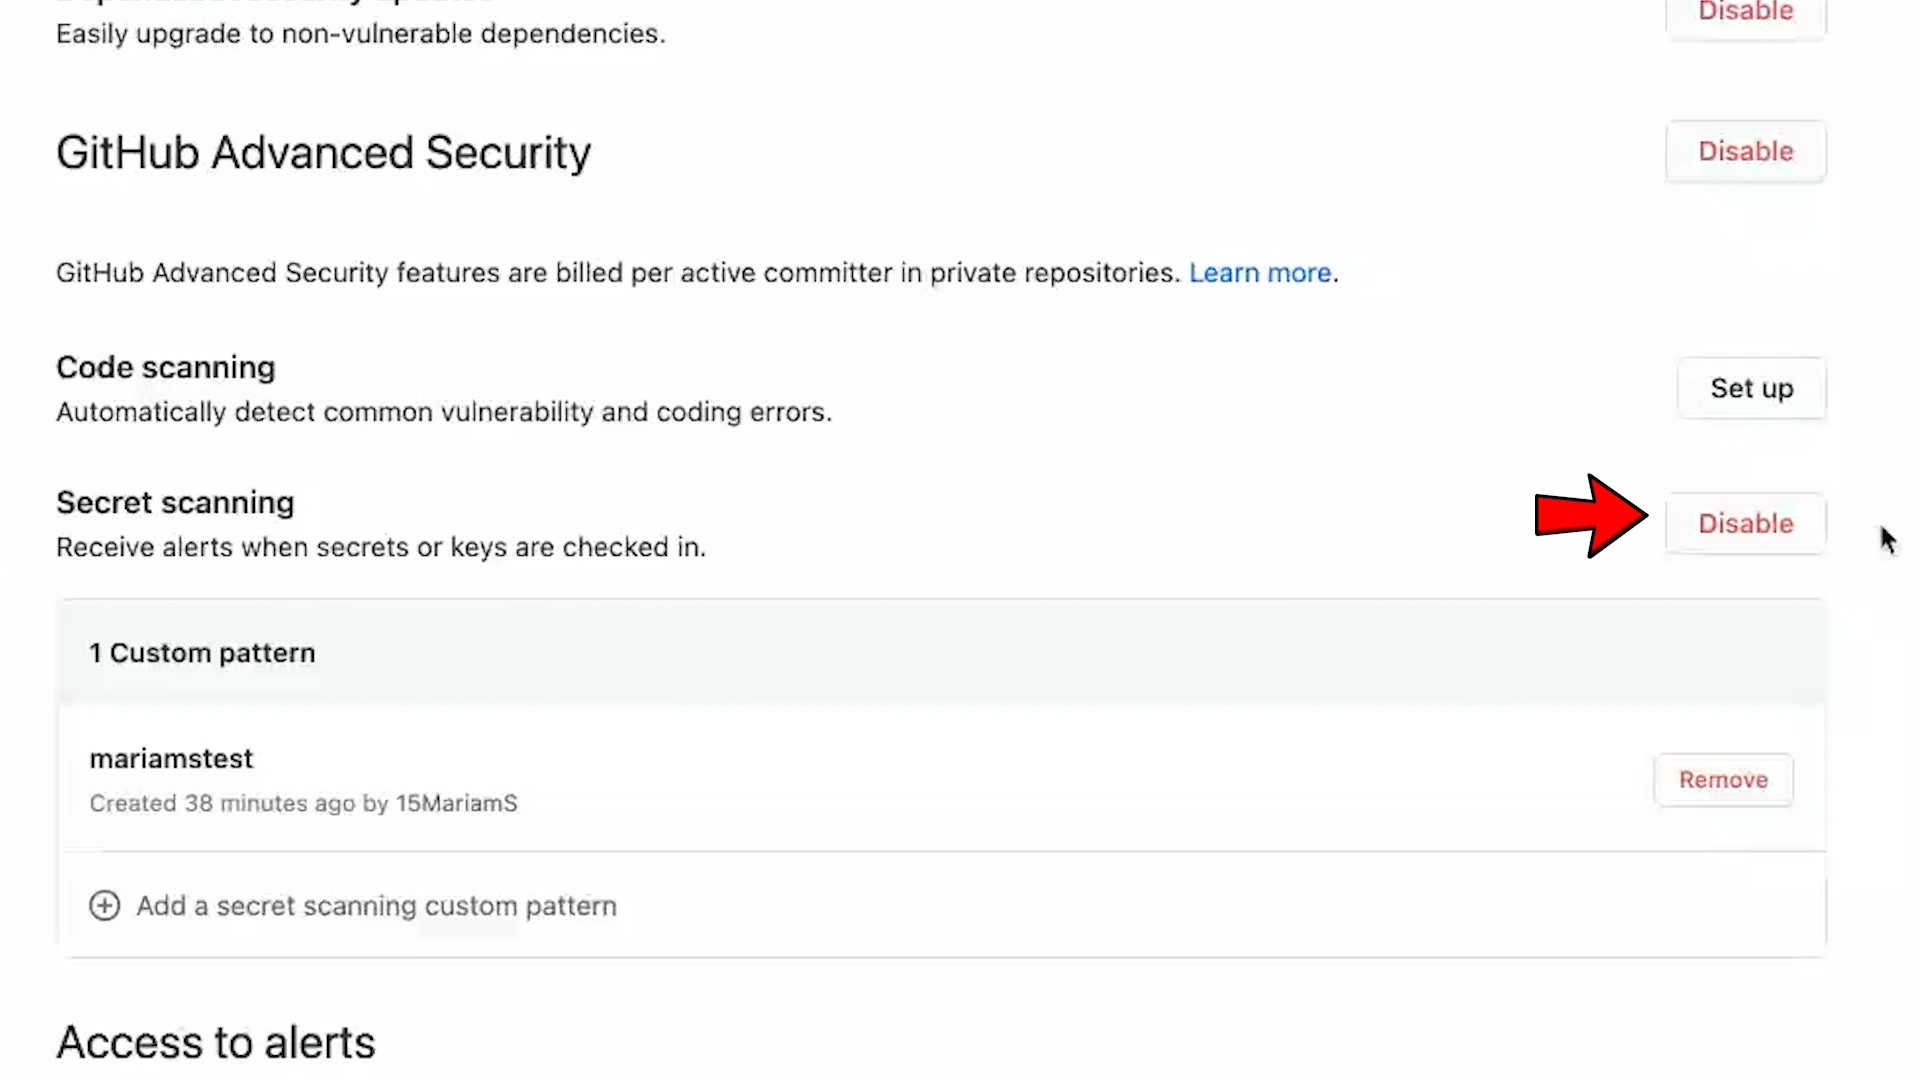 Disable
Easily upgrade to non-vulnerable dependencies.
GitHub Advanced Security
Disable
GitHub Advanced Security features are billed per active committer in private repositories. Learn more.
Code scanning
Automatically detect common vulnerability and coding errors.
Set up
Secret scanning
Receive alerts when secrets or keys are checked in.
Disable
1 Custom pattern
mariamstest
Created 38 minutes ago by 15MariamS
Remove
Add a secret scanning custom pattern
Access to alerts